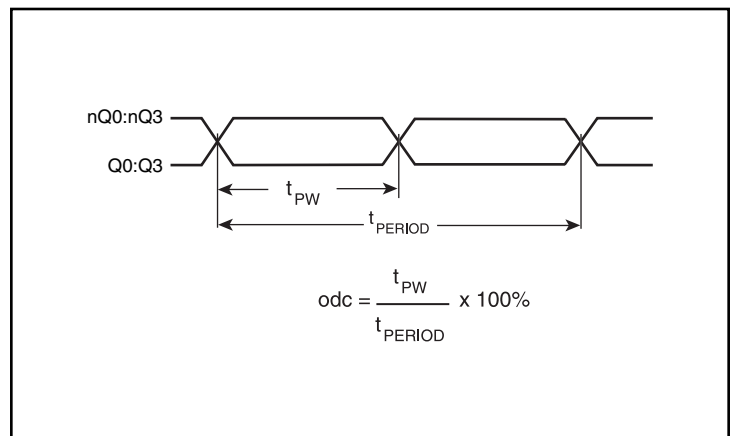 nQ0:nQ3
Q0:Q3
tPW
tPERIOD
odc = tPW / tPERIOD x 100%